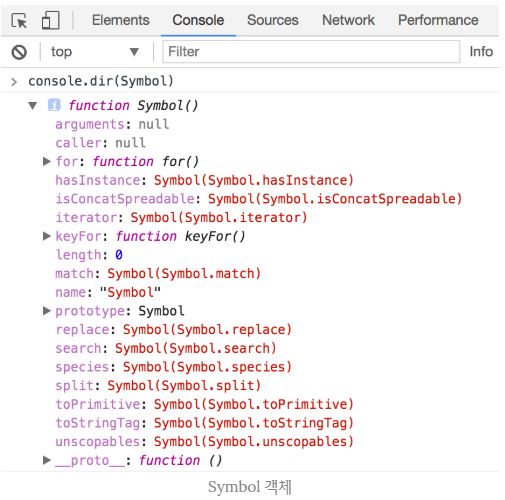 Elements Console Sources Network Performance
top ▼ Filter Info
> console.dir(Symbol)
▼ i function Symbol()
arguments: null
caller: null
▶ for: function for()
hasInstance: Symbol(Symbol.hasInstance)
isConcatSpreadable: Symbol(Symbol.isConcatSpreadable)
iterator: Symbol(Symbol.iterator)
▶ keyFor: function keyFor()
length: 0
match: Symbol(Symbol.match)
name: "Symbol"
▶ prototype: Symbol
replace: Symbol(Symbol.replace)
search: Symbol(Symbol.search)
species: Symbol(Symbol.species)
split: Symbol(Symbol.split)
toPrimitive: Symbol(Symbol.toPrimitive)
toStringTag: Symbol(Symbol.toStringTag)
unscopables: Symbol(Symbol.unscopables)
▶ __proto__: function ()
Symbol 객체